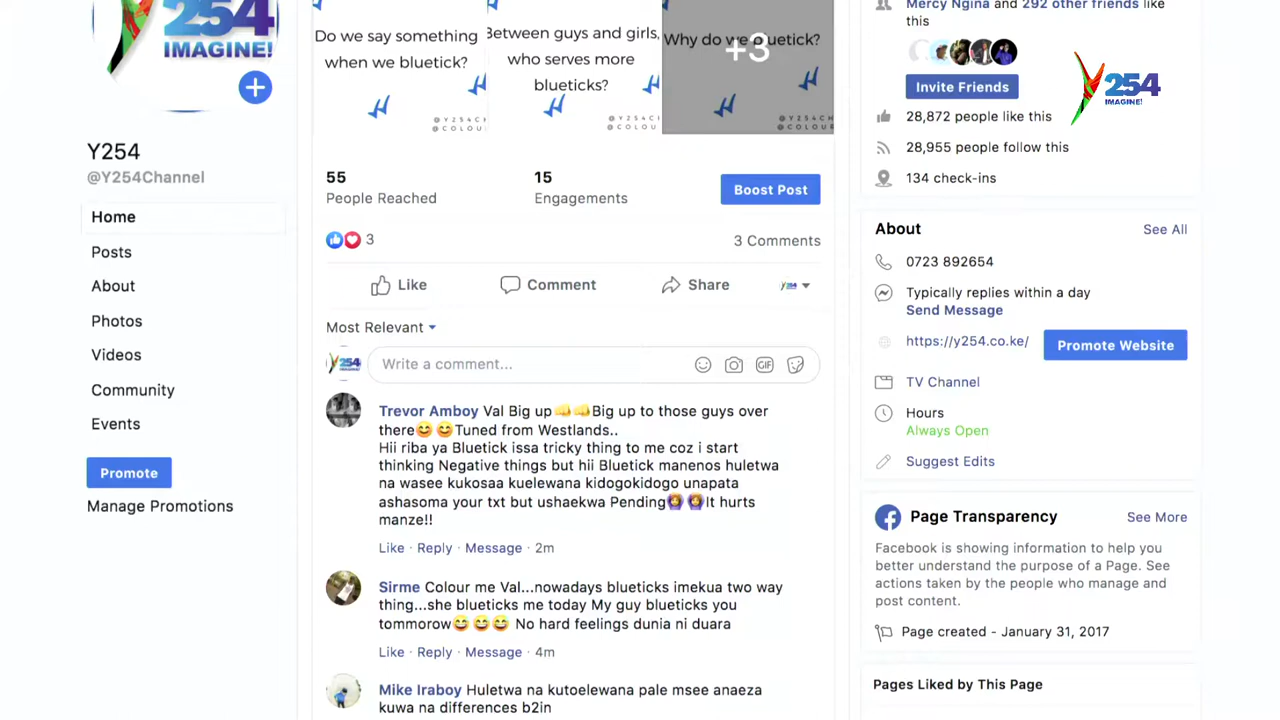 254
IMAGINE!
Y254
@Y254Channel
Home
Posts
About
Photos
Videos
Community
Events
Promote
Manage Promotions
Do we say something
when we bluetick?
Between guys and girls,
who serves more
blueticks?
Why do we bluetick?
+3
@Y254CH
@COLOU
@Y254C
@COLOU
@Y254CH
@COLOUR
55
People Reached
15
Engagements
Boost Post
3
3 Comments
Like
Comment
Share
Most Relevant
Write a comment...
GIF
Trevor Amboy Val Big up👊👊Big up to those guys over
there😊😊Tuned from Westlands..
Hii riba ya Bluetick issa tricky thing to me coz i start
thinking Negative things but hii Bluetick manenos huletwa
na wasee kukosaa kuelewana kidogokidogo unapata
ashasoma your txt but ushaekwa Pending🙆‍♀️🙆‍♀️It hurts
manze!!
Like · Reply · Message · 2m
Sirme Colour me Val...nowadays blueticks imekua two way
thing...she blueticks me today My guy blueticks you
tommorow😅😅😅 No hard feelings dunia ni duara
Like · Reply · Message · 4m
Mike Iraboy Huletwa na kutoelewana pale msee anaeza
kuwa na differences b2in
Mercy Ngina and 292 other friends like
this
Invite Friends
Y254
IMAGINE!
28,872 people like this
28,955 people follow this
134 check-ins
About
See All
0723 892654
Typically replies within a day
Send Message
https://y254.co.ke/
Promote Website
TV Channel
Hours
Always Open
Suggest Edits
Page Transparency
See More
Facebook is showing information to help you
better understand the purpose of a Page. See
actions taken by the people who manage and
post content.
Page created - January 31, 2017
Pages Liked by This Page